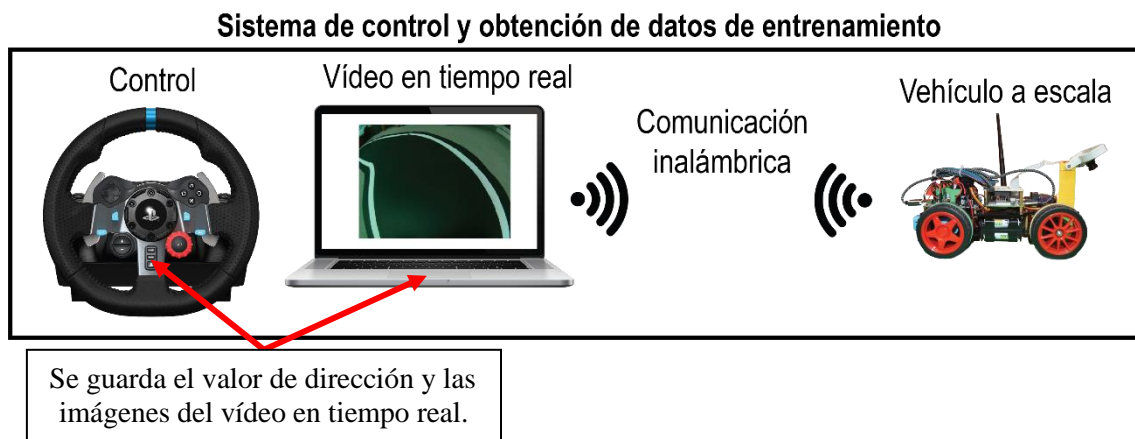 Sistema de control y obtención de datos de entrenamiento
Control
Vídeo en tiempo real
Comunicación
inalámbrica
Vehículo a escala
Se guarda el valor de dirección y las
imágenes del vídeo en tiempo real.